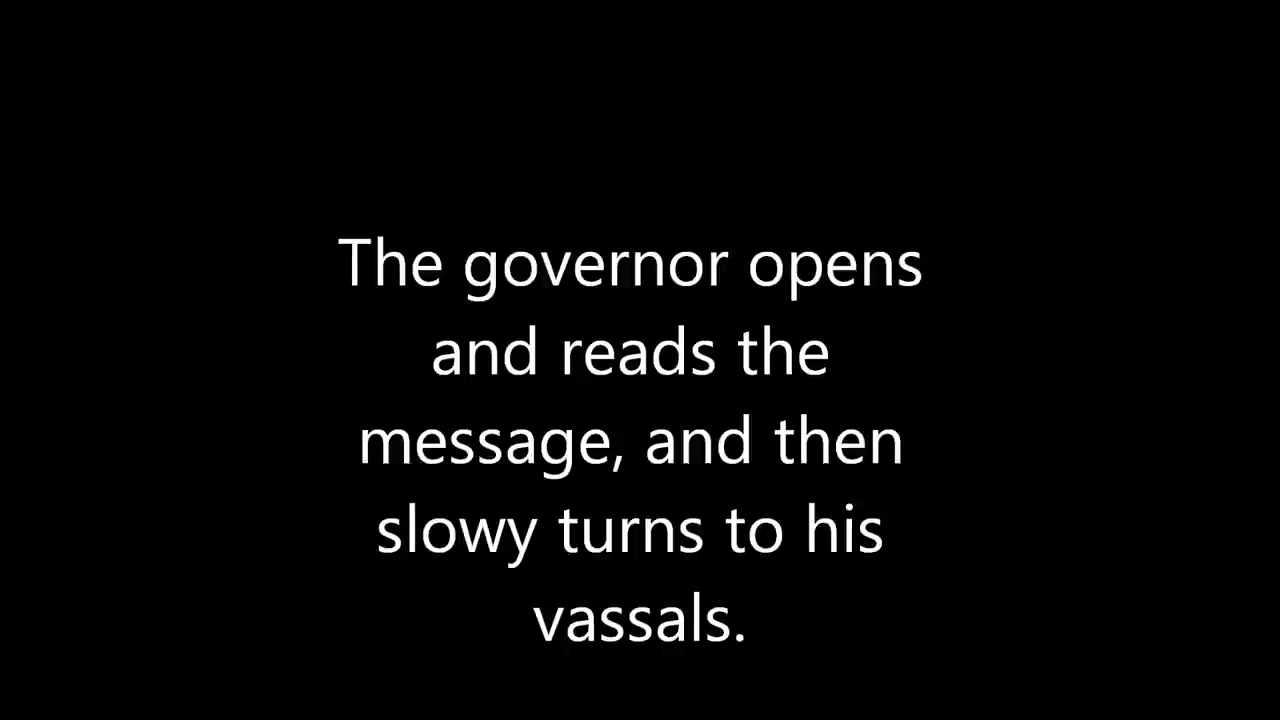 The governor opens
and reads the
message, and then
slowy turns to his
vassals.